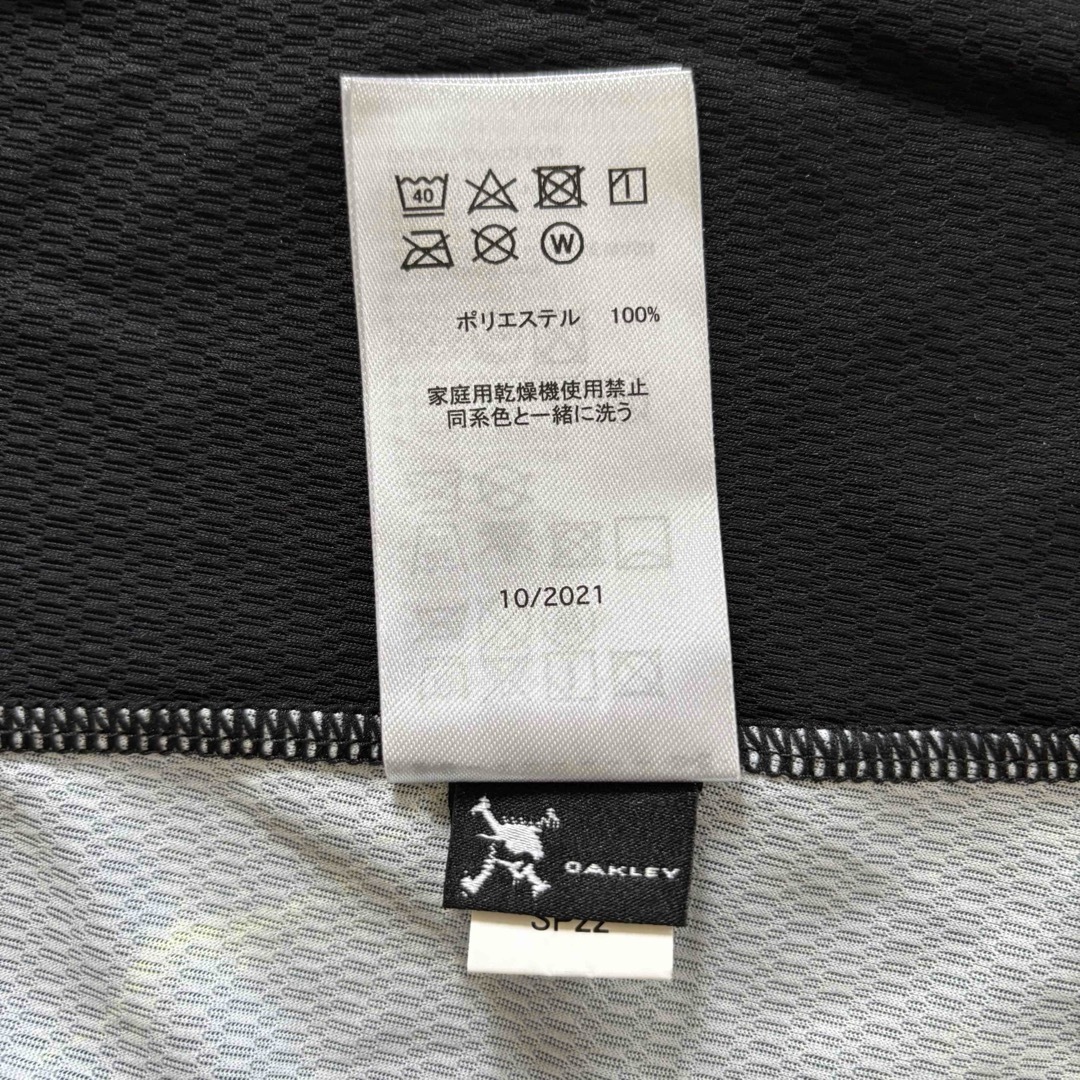 40
W
ポリエステル 100%
家庭用乾燥機使用禁止
同系色と一緒に洗う
10/2021
OAKLEY
SP22